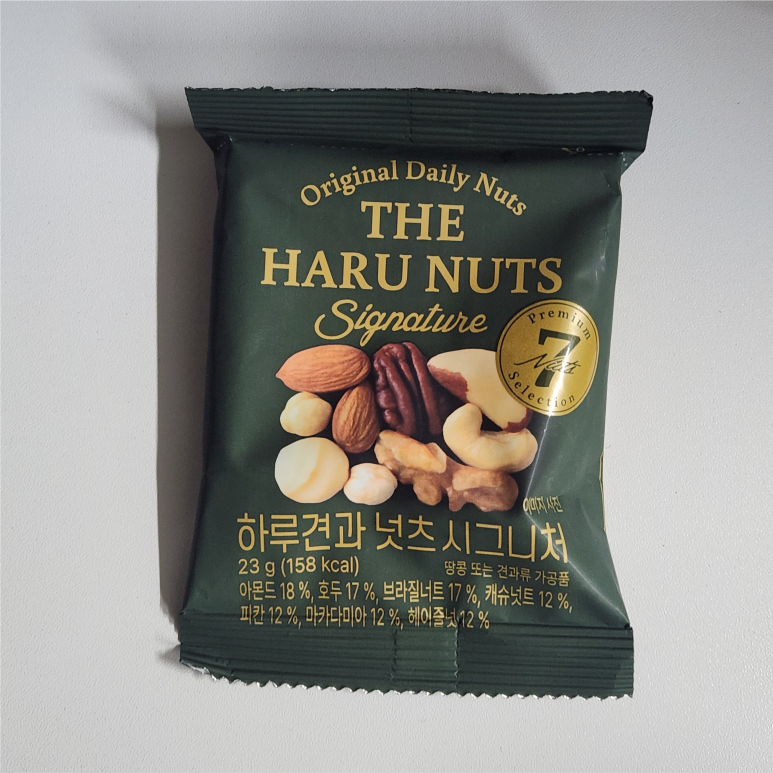 Original Daily Nuts
THE
HARU NUTS
Signature
Premium
7
Nuts
Selection
이미지 사진
하루견과 넛츠 시그니처
23 g (158 kcal)
땅콩 또는 견과류 가공품
아몬드 18 %, 호두 17 %, 브라질너트 17 %, 캐슈넛트 12 %,
피칸 12 %, 마카다미아 12 %, 헤이즐넛 12 %